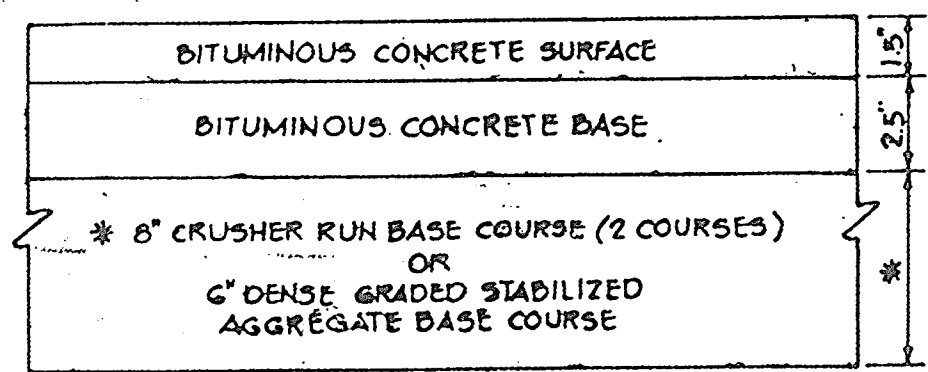 BITUMINOUS CONCRETE SURFACE
1.5"
BITUMINOUS CONCRETE BASE
2.5"
* 8" CRUSHER RUN BASE COURSE (2 COURSES)
OR
6" DENSE GRADED STABILIZED
AGGREGATE BASE COURSE
*